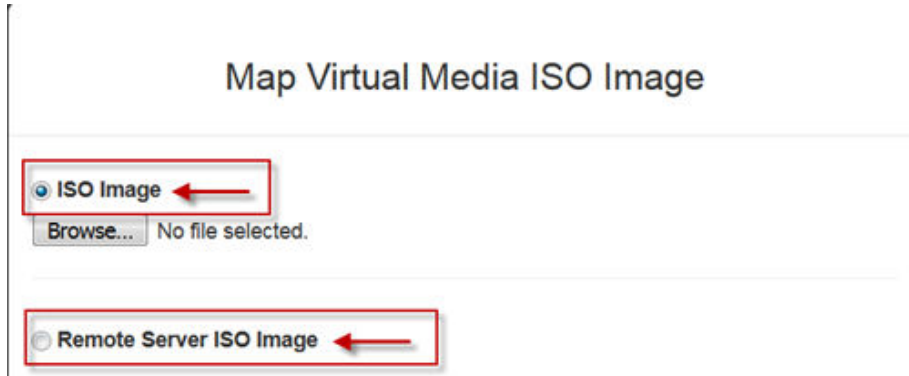 Map Virtual Media ISO Image
ISO Image
Browse... No file selected.
Remote Server ISO Image